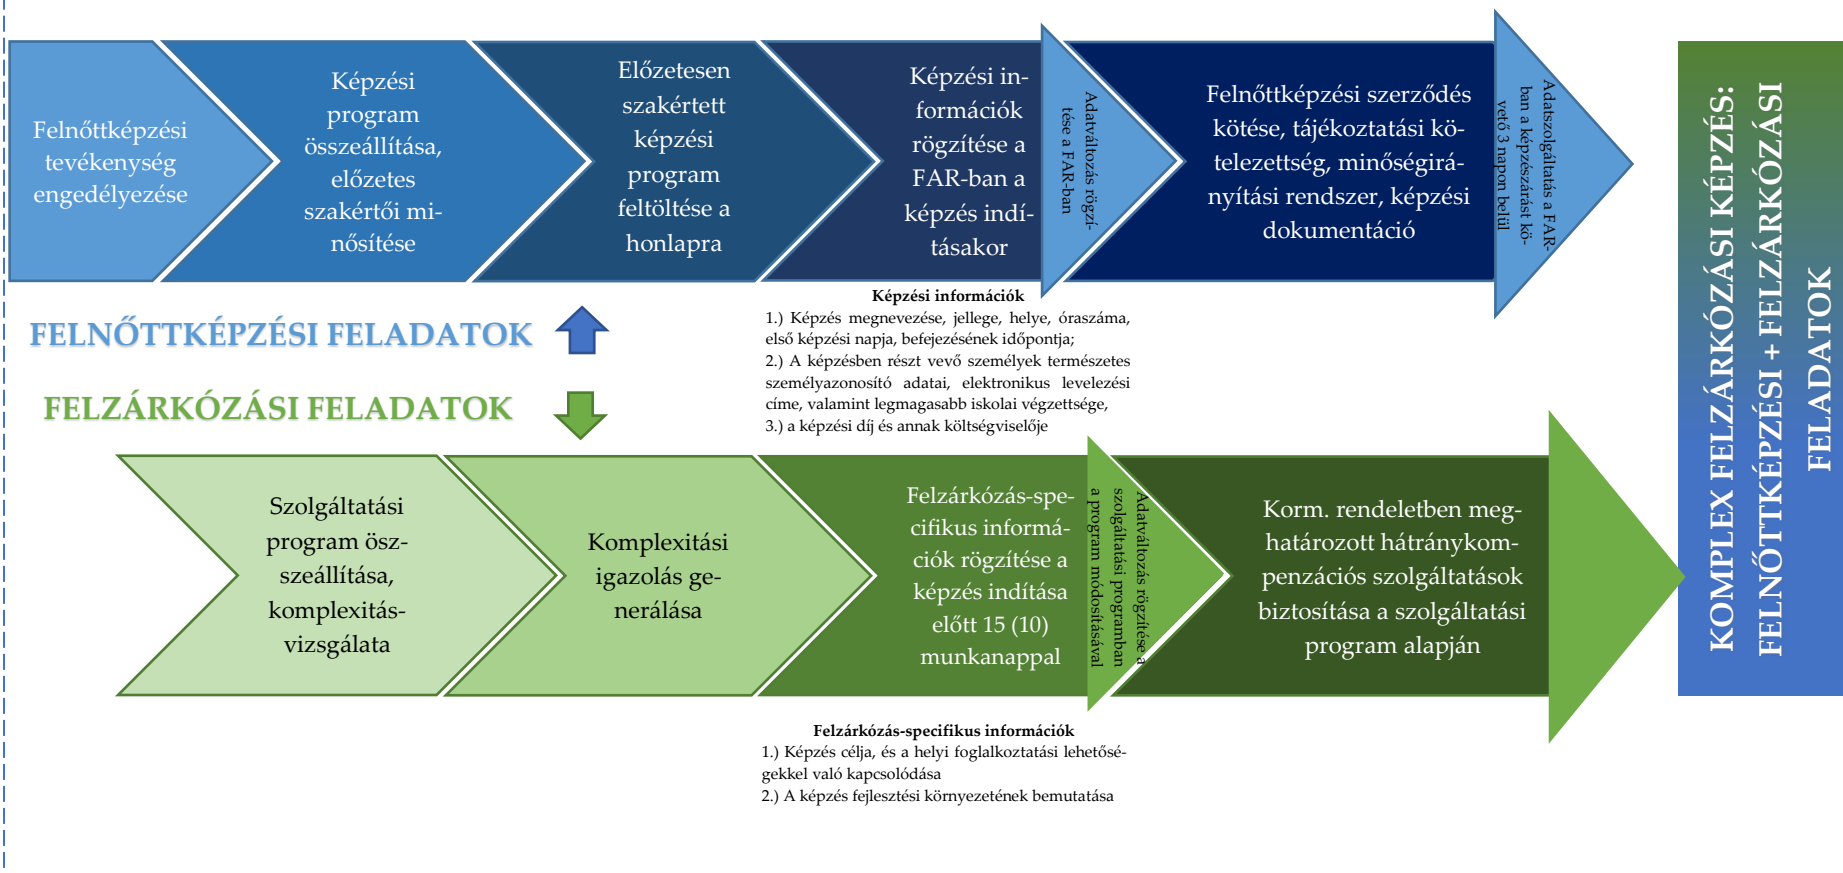 Felnőttképzési
tevékenység
engedélyezése
Képzési
program
összeállítása,
előzetes
szakértői mi-
nősítése
Előzetesen
szakértett
képzési
program
feltöltése a
honlapra
Képzési in-
formációk
rögzítése a
FAR-ban a
képzés indí-
tásakor
Adatváltozás rögzí-
tése a FAR-ban
Felnőttképzési szerződés
kötése, tájékoztatási kö-
telezettség, minőségirá-
nyítási rendszer, képzési
dokumentáció
Adatszolgáltatás a FAR-
ban a képzészárást kö-
vető 3 napon belül
Képzési információk
1.) Képzés megnevezése, jellege, helye, óraszáma,
első képzési napja, befejezésének időpontja;
2.) A képzésben részt vevő személyek természetes
személyazonosító adatai, elektronikus levelezési
címe, valamint legmagasabb iskolai végzettsége,
3.) a képzési díj és annak költségviselője
FELNŐTTKÉPZÉSI FELADATOK
FELZÁRKÓZÁSI FELADATOK
Szolgáltatási
program ösz-
szeállítása,
komplexitás-
vizsgálata
Komplexitási
igazolás ge-
nerálása
Felzárkózás-spe-
cifikus informá-
ciók rögzítése a
képzés indítása
előtt 15 (10)
munkanappal
Adatváltozás rögzítése a
szolgáltatási programban
a program módosításával
Korm. rendeletben meg-
határozott hátránykom-
penzációs szolgáltatások
biztosítása a szolgáltatási
program alapján
Felzárkózás-specifikus információk
1.) Képzés célja, és a helyi foglalkoztatási lehetősé-
gekkel való kapcsolódása
2.) A képzés fejlesztési környezetének bemutatása
KOMPLEX FELZÁRKÓZÁSI KÉPZÉS:
FELNŐTTKÉPZÉSI + FELZÁRKÓZÁSI
FELADATOK